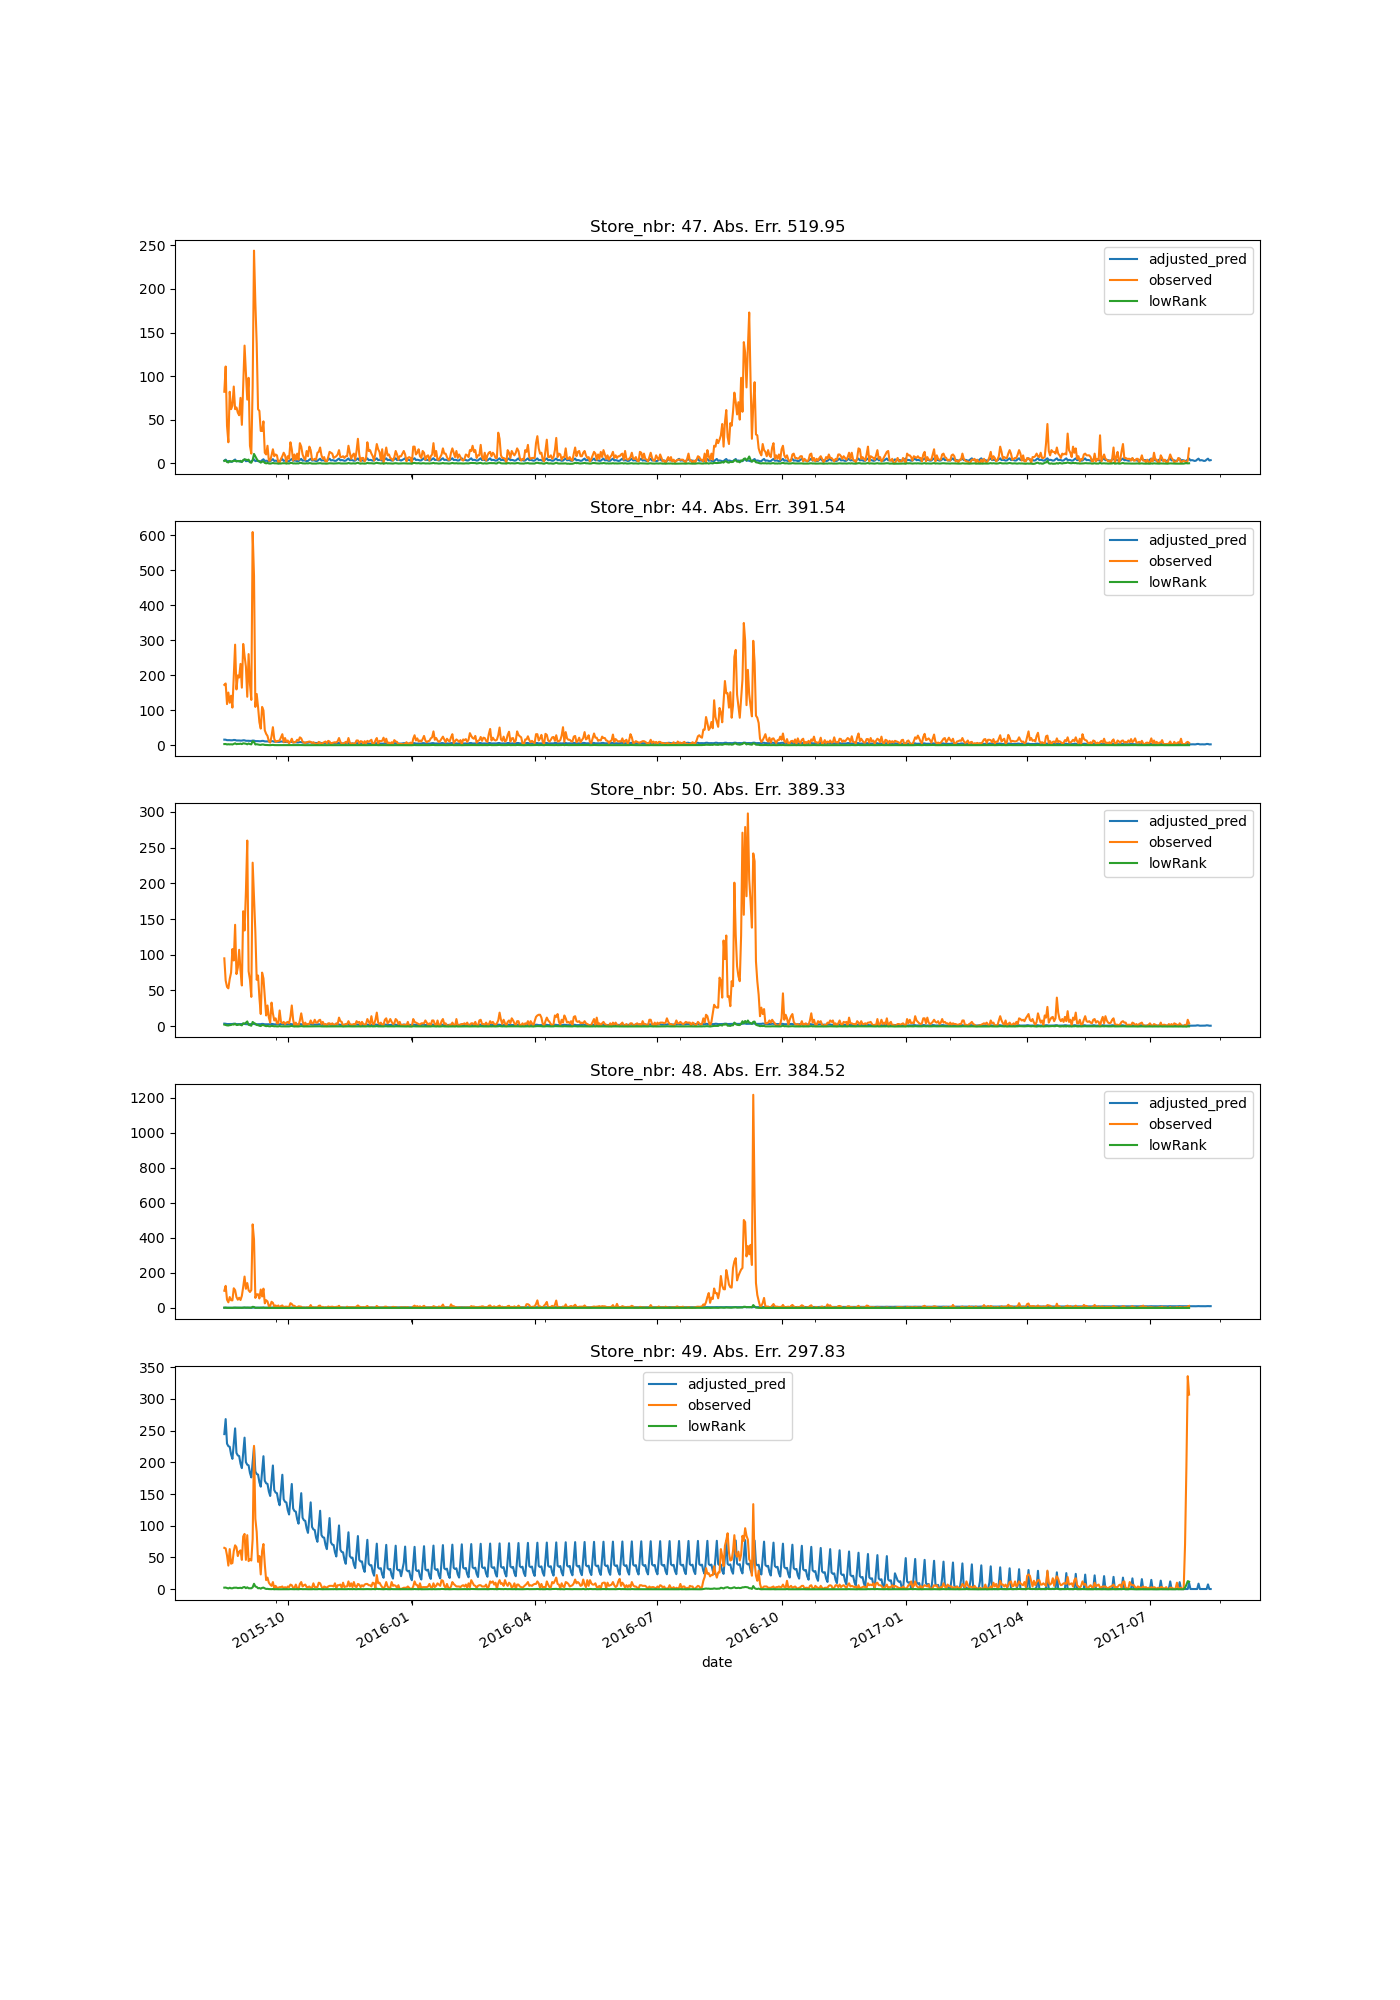 Store_nbr: 47. Abs. Err. 519.95
250
200
150
100
50
0
adjusted_pred
observed
lowRank
Store_nbr: 44. Abs. Err. 391.54
600
500
400
300
200
100
0
adjusted_pred
observed
lowRank
Store_nbr: 50. Abs. Err. 389.33
300
250
200
150
100
50
0
adjusted_pred
observed
lowRank
Store_nbr: 48. Abs. Err. 384.52
1200
1000
800
600
400
200
0
adjusted_pred
observed
lowRank
Store_nbr: 49. Abs. Err. 297.83
350
300
250
200
150
100
50
0
adjusted_pred
observed
lowRank
2015-10
2016-01
2016-04
2016-07
2016-10
2017-01
2017-04
2017-07
date